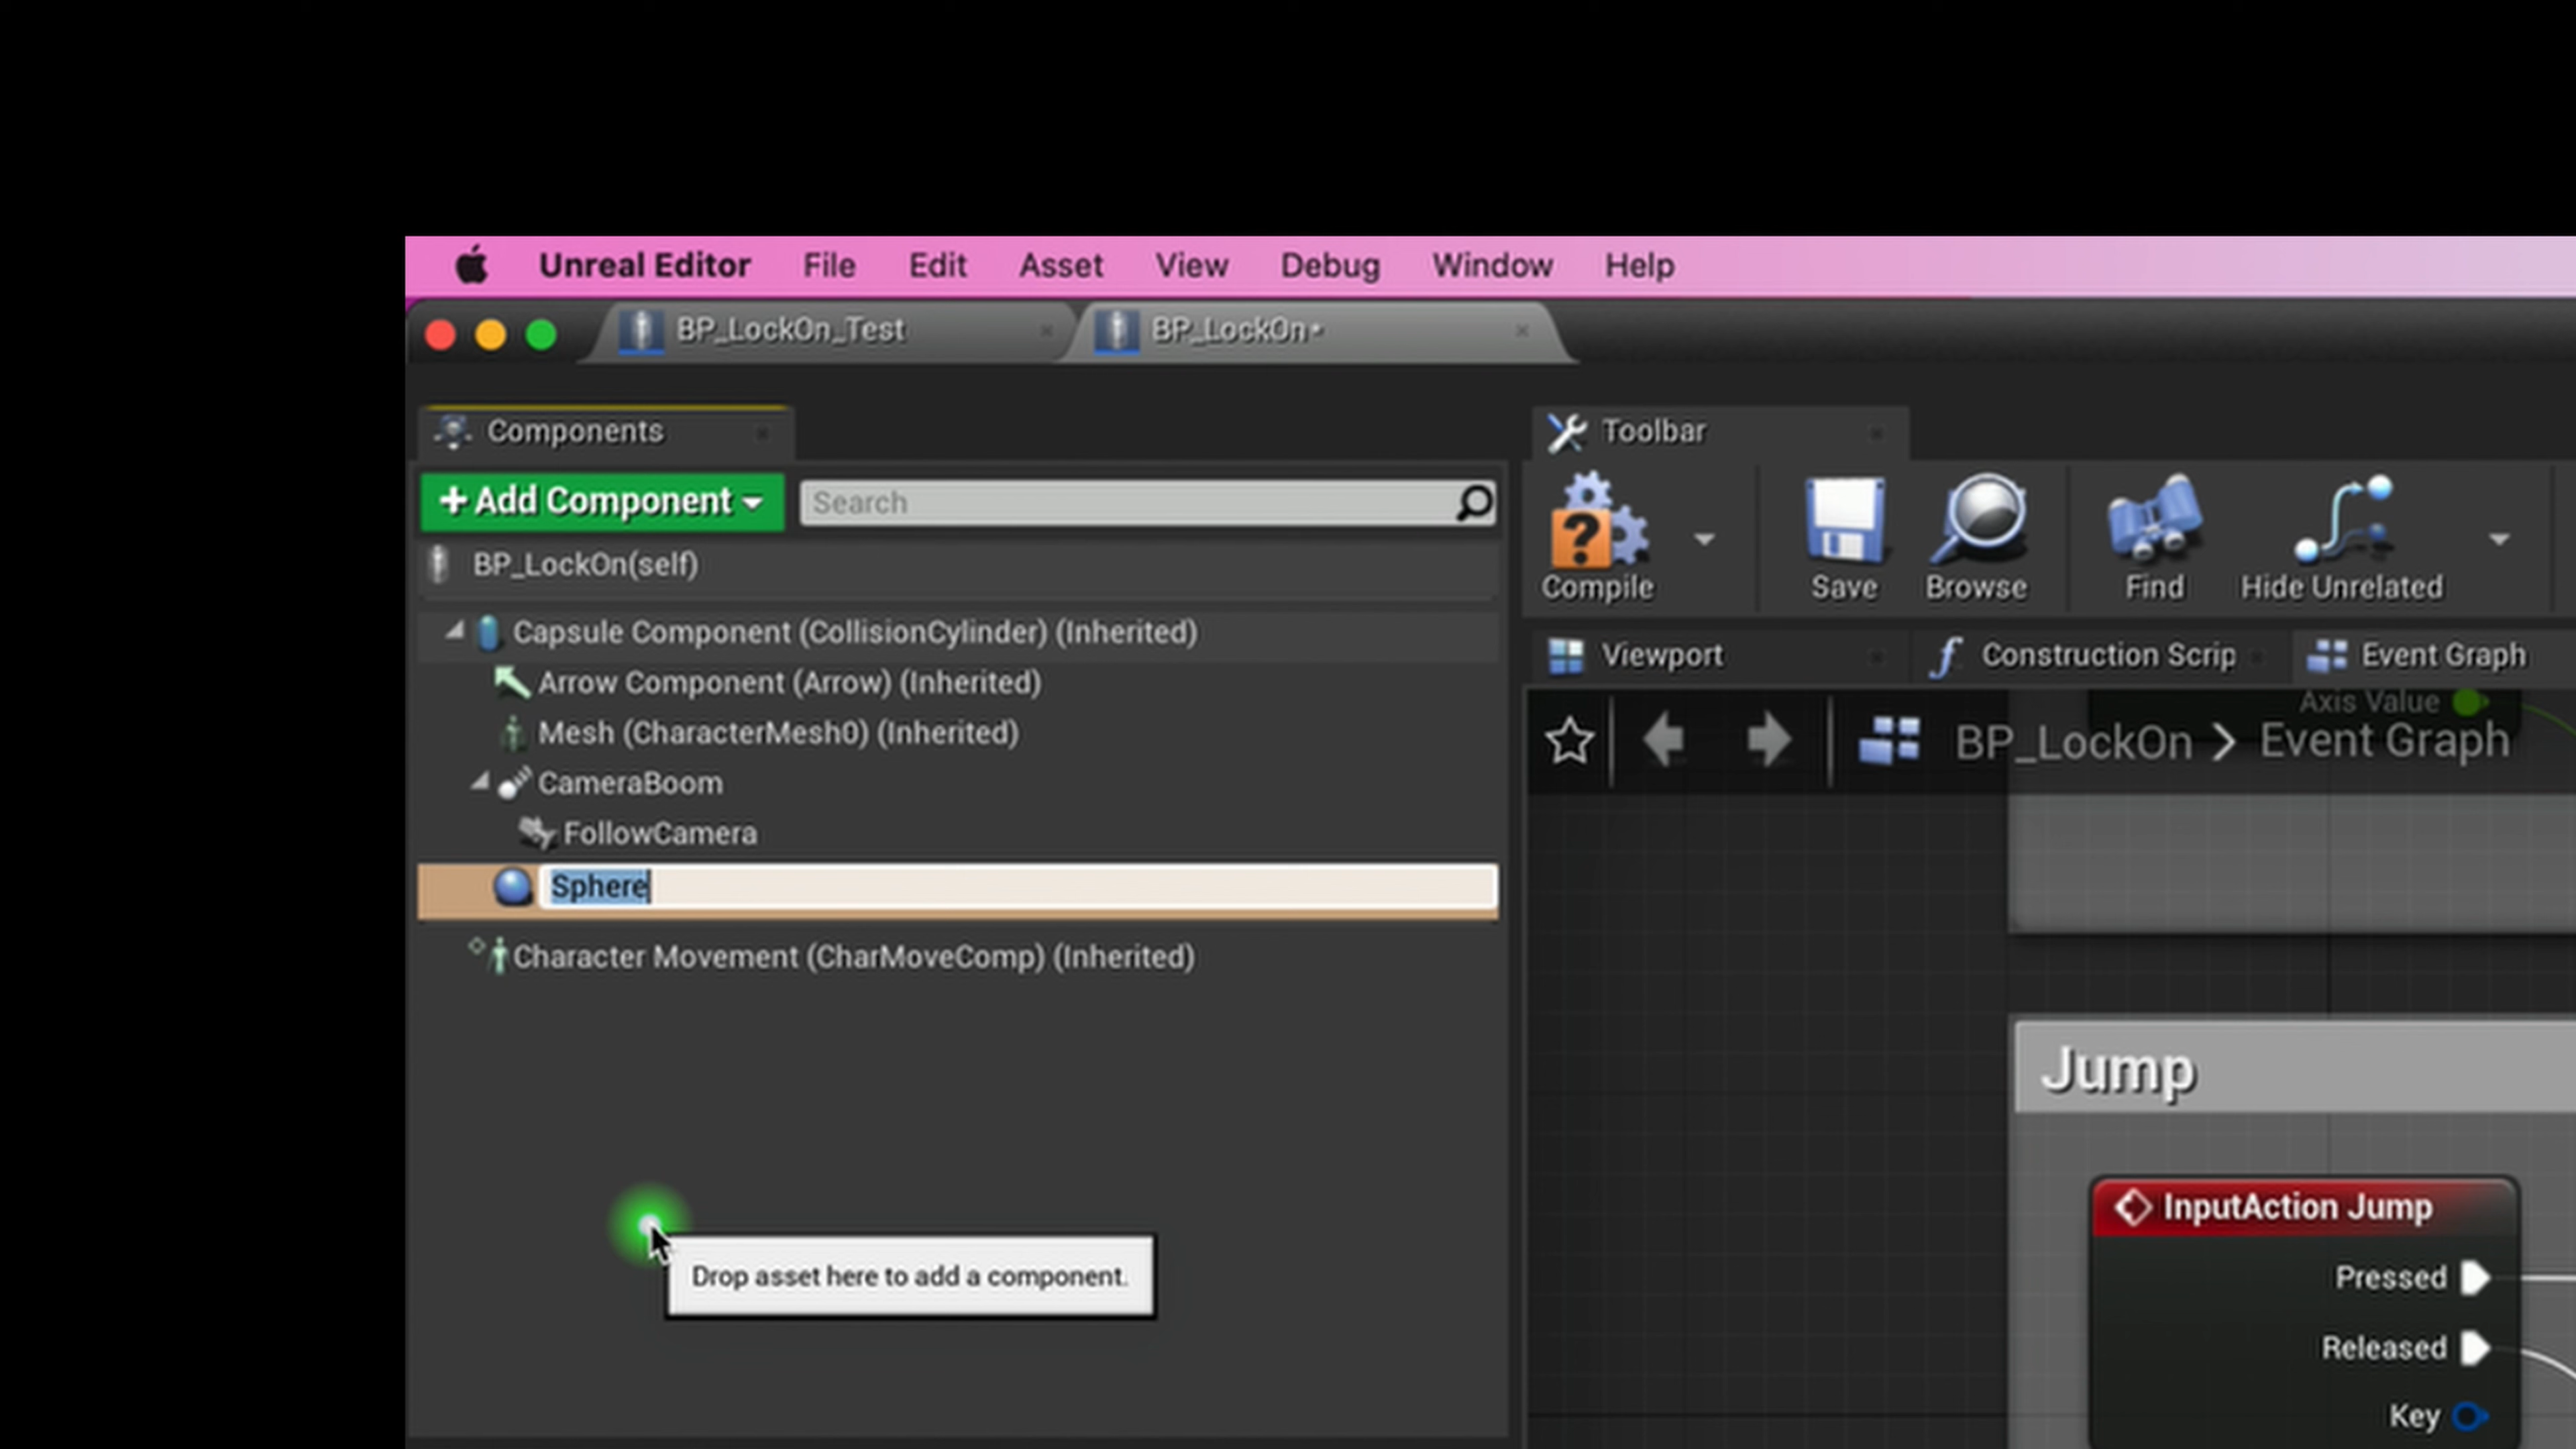 Unreal Editor File Edit Asset View Debug Window Help
BP_LockOn_Test BP_LockOn*
Components
Toolbar
+ Add Component
Search
Compile Save Browse Find Hide Unrelated
BP_LockOn(self)
Capsule Component (CollisionCylinder) (Inherited)
Arrow Component (Arrow) (Inherited)
Mesh (CharacterMesh0) (Inherited)
CameraBoom
FollowCamera
Sphere
Character Movement (CharMoveComp) (Inherited)
Drop asset here to add a component.
Viewport Construction Scrip Event Graph
Axis Value
BP_LockOn > Event Graph
Jump
InputAction Jump
Pressed
Released
Key